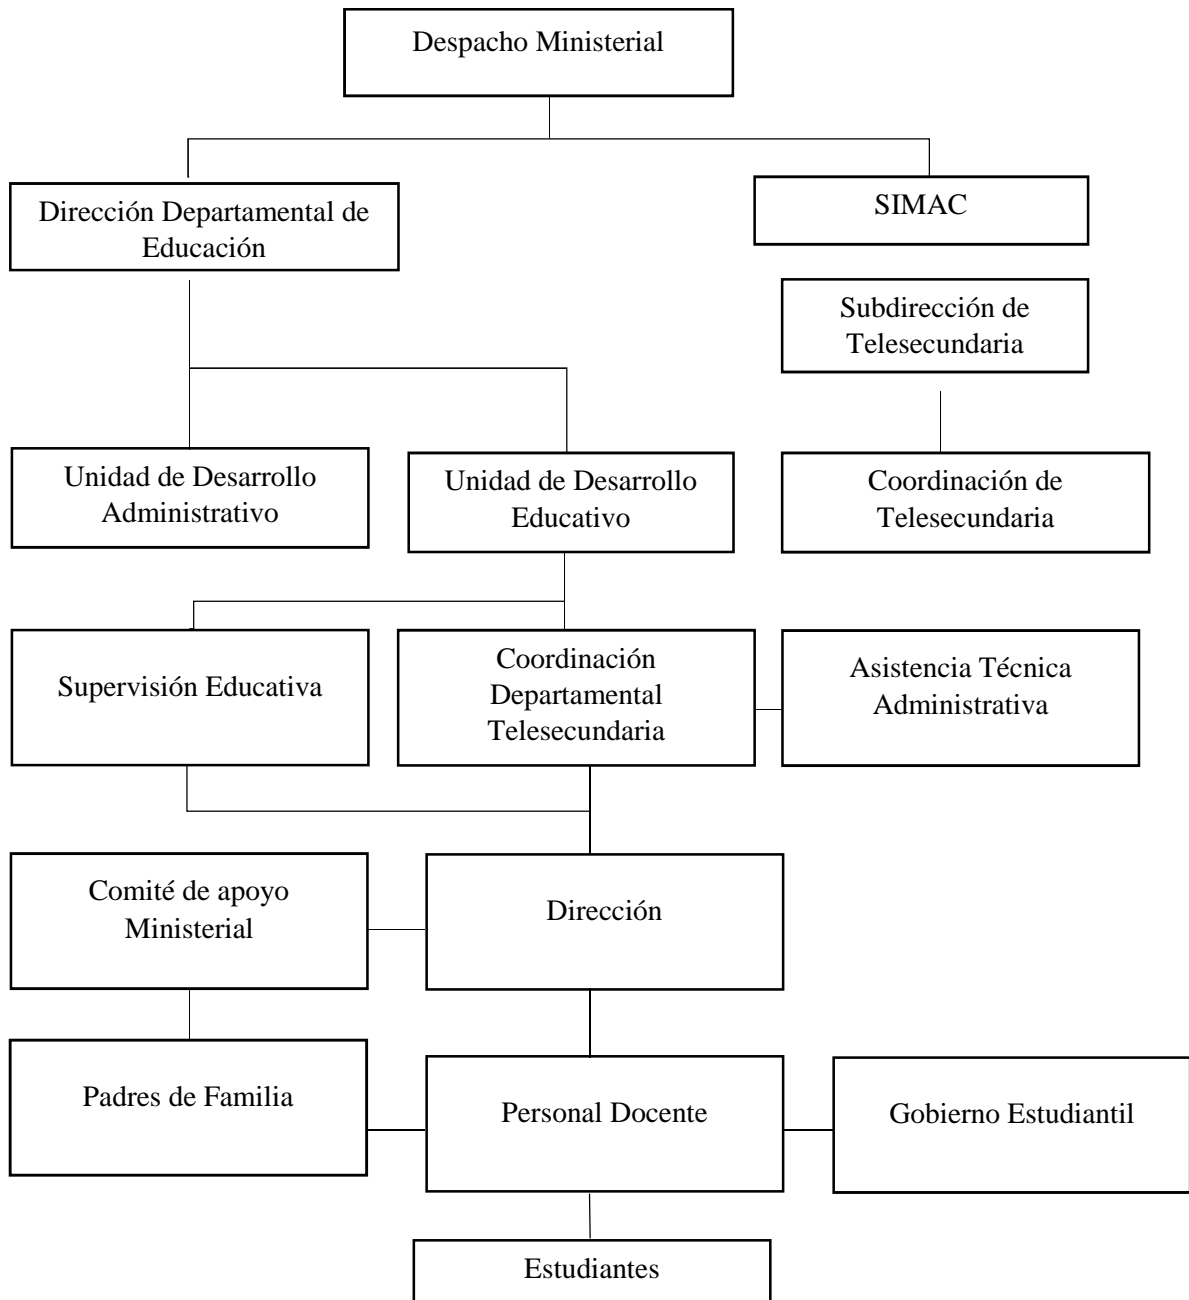 Despacho Ministerial
Dirección Departamental de
Educación
SIMAC
Subdirección de
Telesecundaria
Unidad de Desarrollo
Administrativo
Unidad de Desarrollo
Educativo
Coordinación de
Telesecundaria
Supervisión Educativa
Coordinación
Departamental
Telesecundaria
Asistencia Técnica
Administrativa
Comité de apoyo
Ministerial
Dirección
Padres de Familia
Personal Docente
Gobierno Estudiantil
Estudiantes